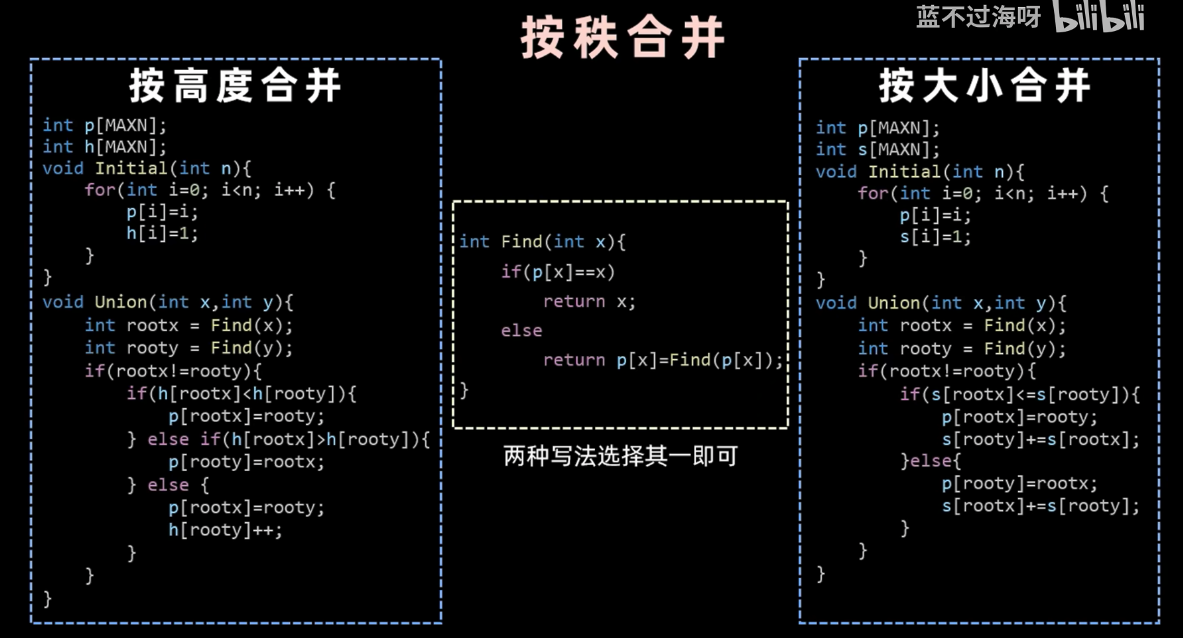 蓝不过海呀 bilibili
按秩合并
按高度合并
int p[MAXN];
int h[MAXN];
void Initial(int n){
    for(int i=0; i<n; i++) {
        p[i]=i;
        h[i]=1;
    }
}
void Union(int x,int y){
    int rootx = Find(x);
    int rooty = Find(y);
    if(rootx!=rooty){
        if(h[rootx]<h[rooty]){
            p[rootx]=rooty;
        } else if(h[rootx]>h[rooty]){
            p[rooty]=rootx;
        } else {
            p[rootx]=rooty;
            h[rooty]++;
        }
    }
}
int Find(int x){
    if(p[x]==x)
        return x;
    else
        return p[x]=Find(p[x]);
}
两种写法选择其一即可
按大小合并
int p[MAXN];
int s[MAXN];
void Initial(int n){
    for(int i=0; i<n; i++) {
        p[i]=i;
        s[i]=1;
    }
}
void Union(int x,int y){
    int rootx = Find(x);
    int rooty = Find(y);
    if(rootx!=rooty){
        if(s[rootx]<=s[rooty]){
            p[rootx]=rooty;
            s[rooty]+=s[rootx];
        }else{
            p[rooty]=rootx;
            s[rootx]+=s[rooty];
        }
    }
}